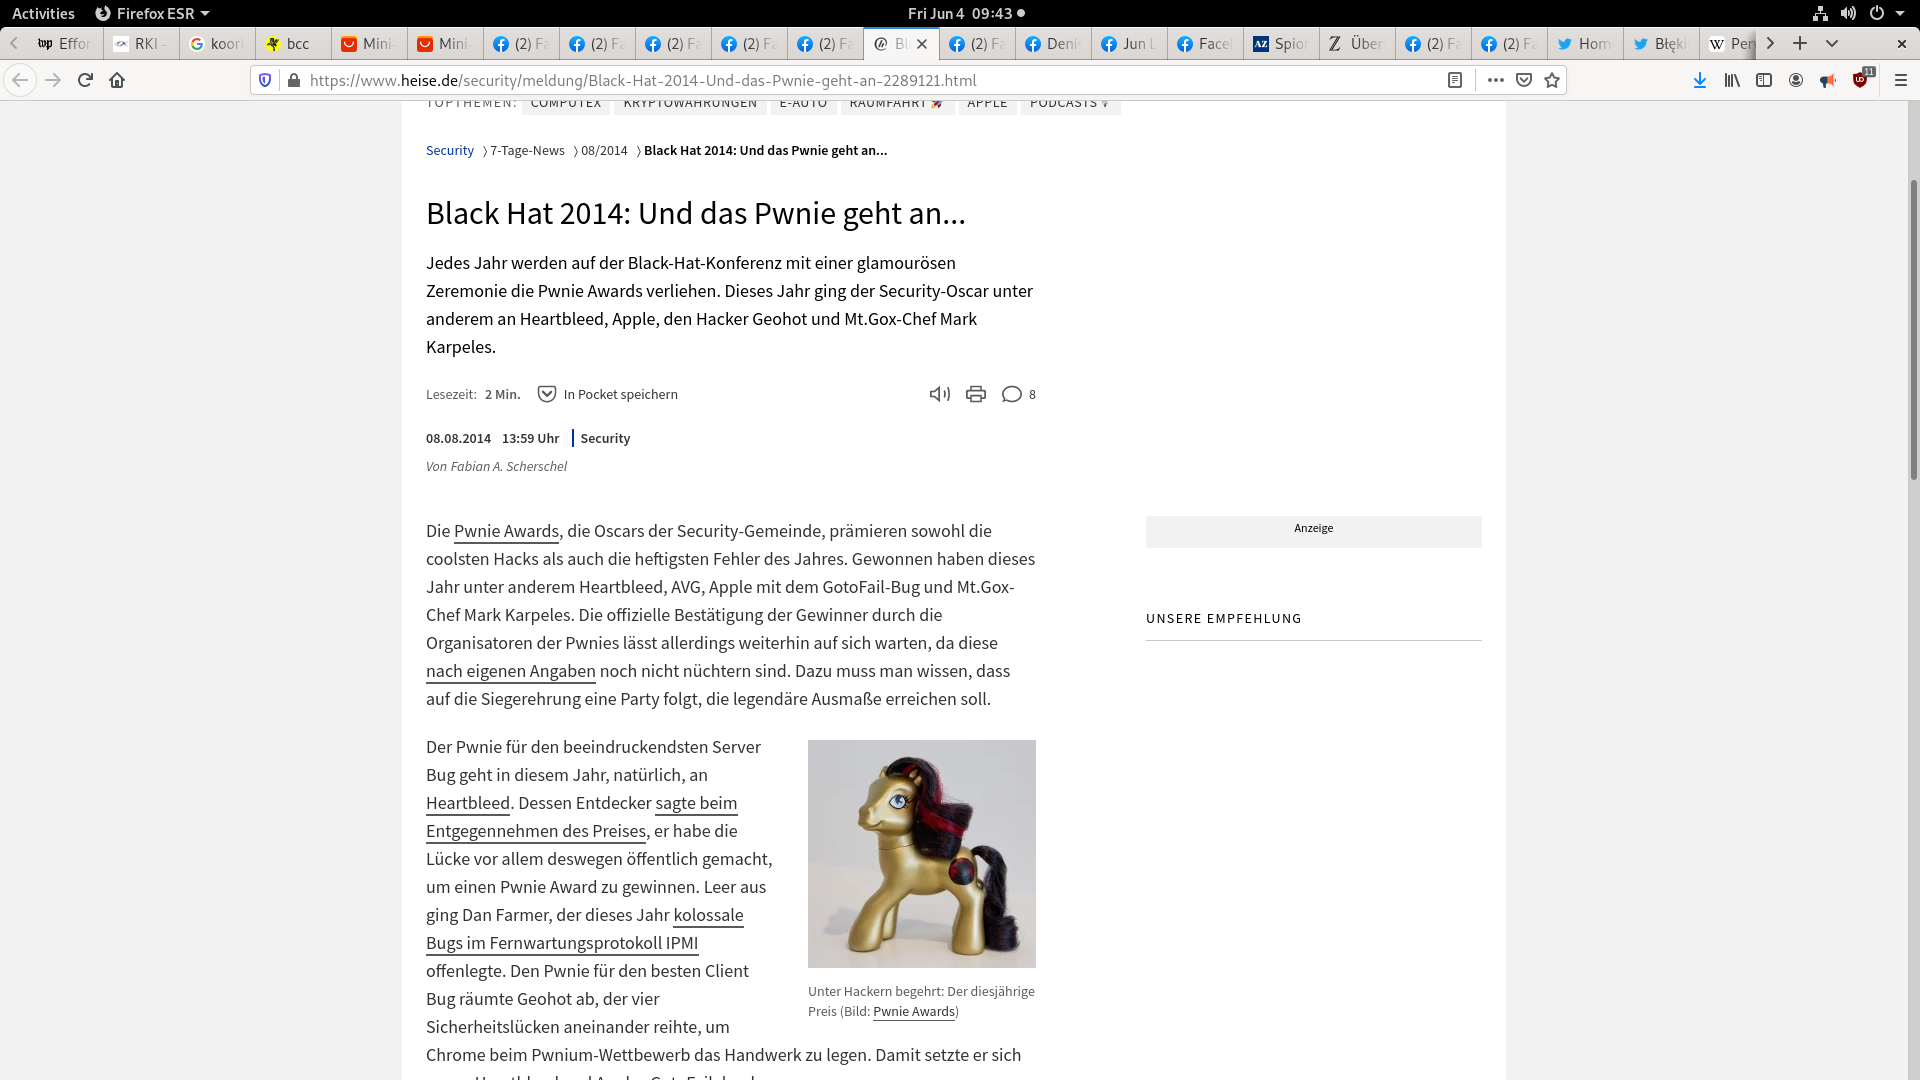 Activities Firefox ESR Fri Jun 4 09:43
Effor RKI - koor bcc Mini- Mini- (2) Fa (2) Fa (2) Fa (2) Fa (2) Fa Bl (2) Fa Deni Jun L Facel Spior Über (2) Fa (2) Fa Hom Błęki Per
https://www.heise.de/security/meldung/Black-Hat-2014-Und-das-Pwnie-geht-an-2289121.html 11
TOPTHEMEN: COMPUTEX KRYPTOWÄHRUNGEN E-AUTO RAUMFAHRT APPLE PODCASTS
Security 7-Tage-News 08/2014 Black Hat 2014: Und das Pwnie geht an...
Black Hat 2014: Und das Pwnie geht an...
Jedes Jahr werden auf der Black-Hat-Konferenz mit einer glamourösen
Zeremonie die Pwnie Awards verliehen. Dieses Jahr ging der Security-Oscar unter
anderem an Heartbleed, Apple, den Hacker Geohot und Mt.Gox-Chef Mark
Karpeles.
Lesezeit: 2 Min. In Pocket speichern 8
08.08.2014 13:59 Uhr Security
Von Fabian A. Scherschel
Die Pwnie Awards, die Oscars der Security-Gemeinde, prämieren sowohl die
coolsten Hacks als auch die heftigsten Fehler des Jahres. Gewonnen haben dieses
Jahr unter anderem Heartbleed, AVG, Apple mit dem GotoFail-Bug und Mt.Gox-
Chef Mark Karpeles. Die offizielle Bestätigung der Gewinner durch die
Organisatoren der Pwnies lässt allerdings weiterhin auf sich warten, da diese
nach eigenen Angaben noch nicht nüchtern sind. Dazu muss man wissen, dass
auf die Siegerehrung eine Party folgt, die legendäre Ausmaße erreichen soll.
Der Pwnie für den beeindruckendsten Server
Bug geht in diesem Jahr, natürlich, an
Heartbleed. Dessen Entdecker sagte beim
Entgegennehmen des Preises, er habe die
Lücke vor allem deswegen öffentlich gemacht,
um einen Pwnie Award zu gewinnen. Leer aus
ging Dan Farmer, der dieses Jahr kolossale
Bugs im Fernwartungsprotokoll IPMI
offenlegte. Den Pwnie für den besten Client
Bug räumte Geohot ab, der vier
Sicherheitslücken aneinander reihte, um
Chrome beim Pwnium-Wettbewerb das Handwerk zu legen. Damit setzte er sich
Unter Hackern begehrt: Der diesjährige
Preis (Bild: Pwnie Awards)
Anzeige
UNSERE EMPFEHLUNG